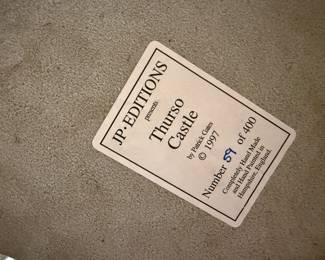 JP·EDITIONS
presents:
Thurso
Castle
by Patrick Gates
© 1997
Number 59 of 400
Completely Hand Made
and Hand Painted in
Hampshire, England.